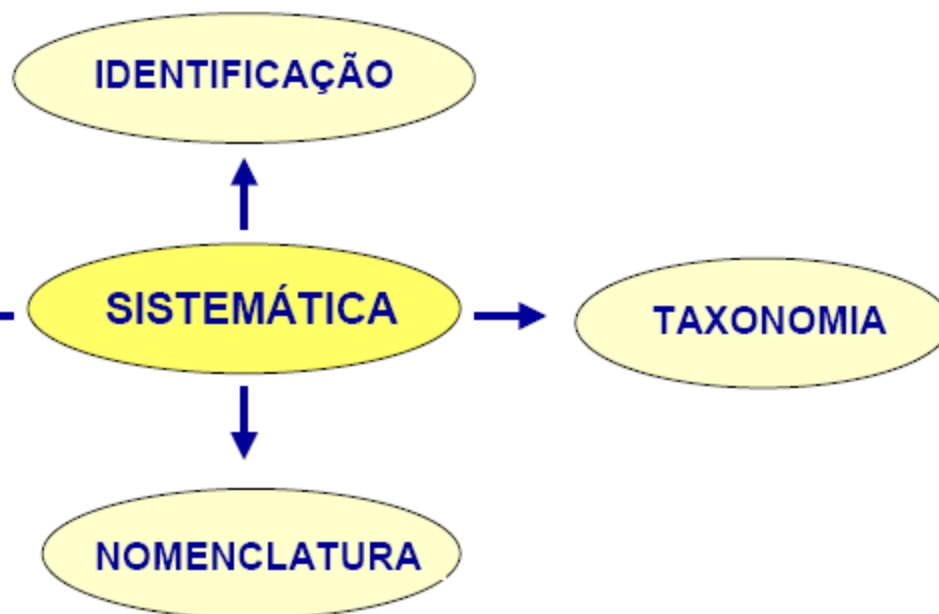 IDENTIFICAÇÃO
SISTEMÁTICA
TAXONOMIA
NOMENCLATURA